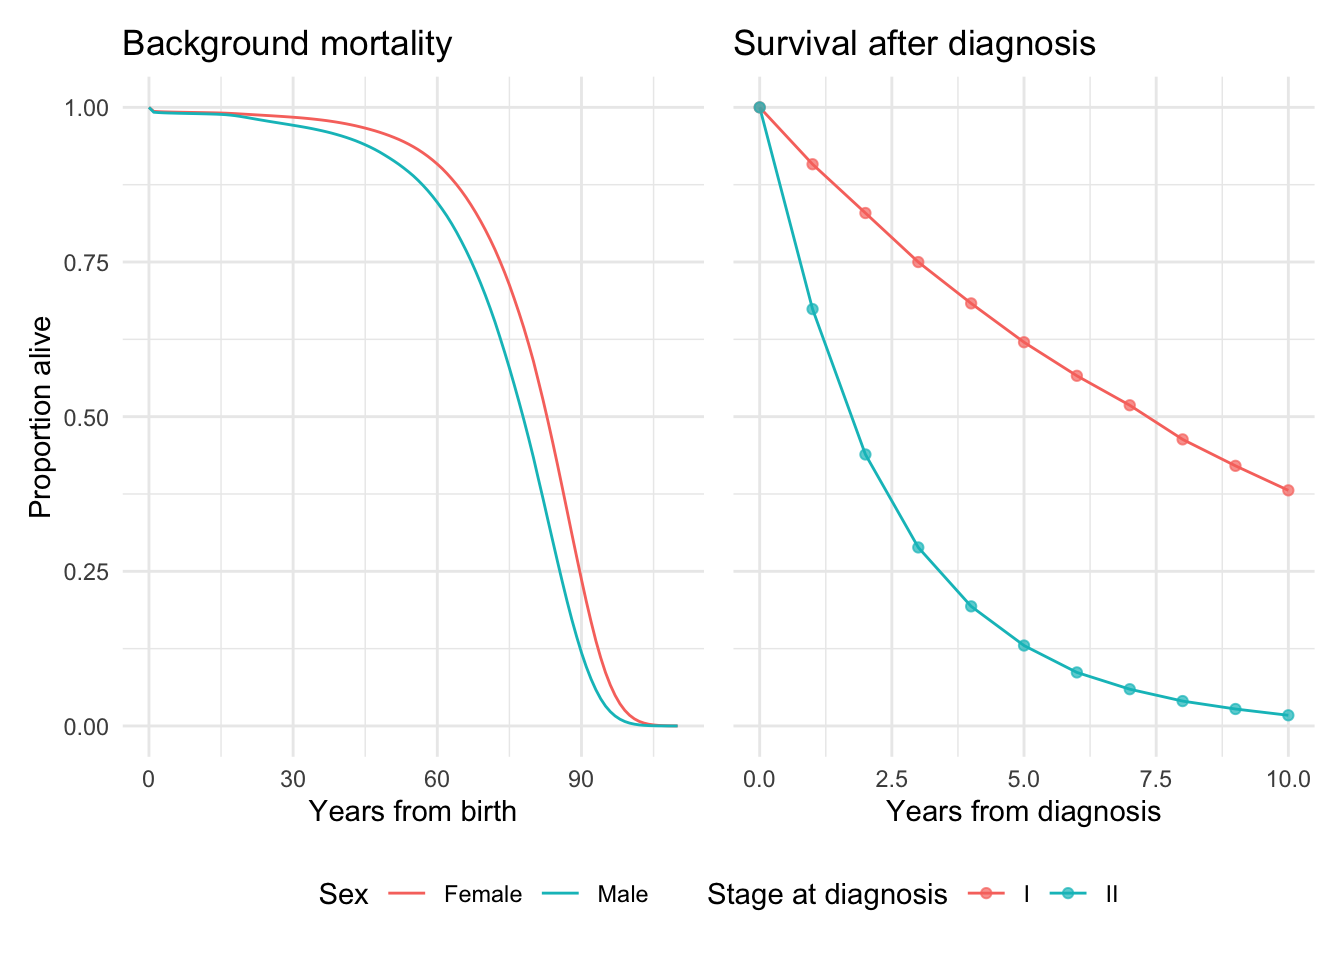 Background mortality
Survival after diagnosis
Proportion alive
1.00
0.75
0.50
0.25
0.00
0 30 60 90
0.0 2.5 5.0 7.5 10.0
Years from birth
Years from diagnosis
Sex Female Male
Stage at diagnosis I II